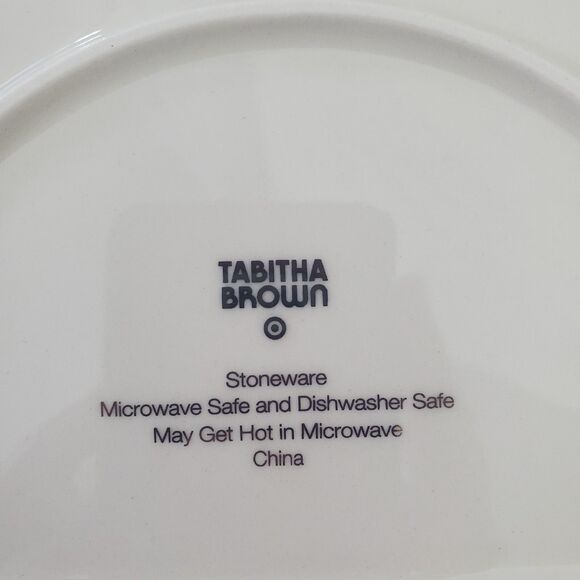 TABITHA
BROWN
Stoneware
Microwave Safe and Dishwasher Safe
May Get Hot in Microwave
China